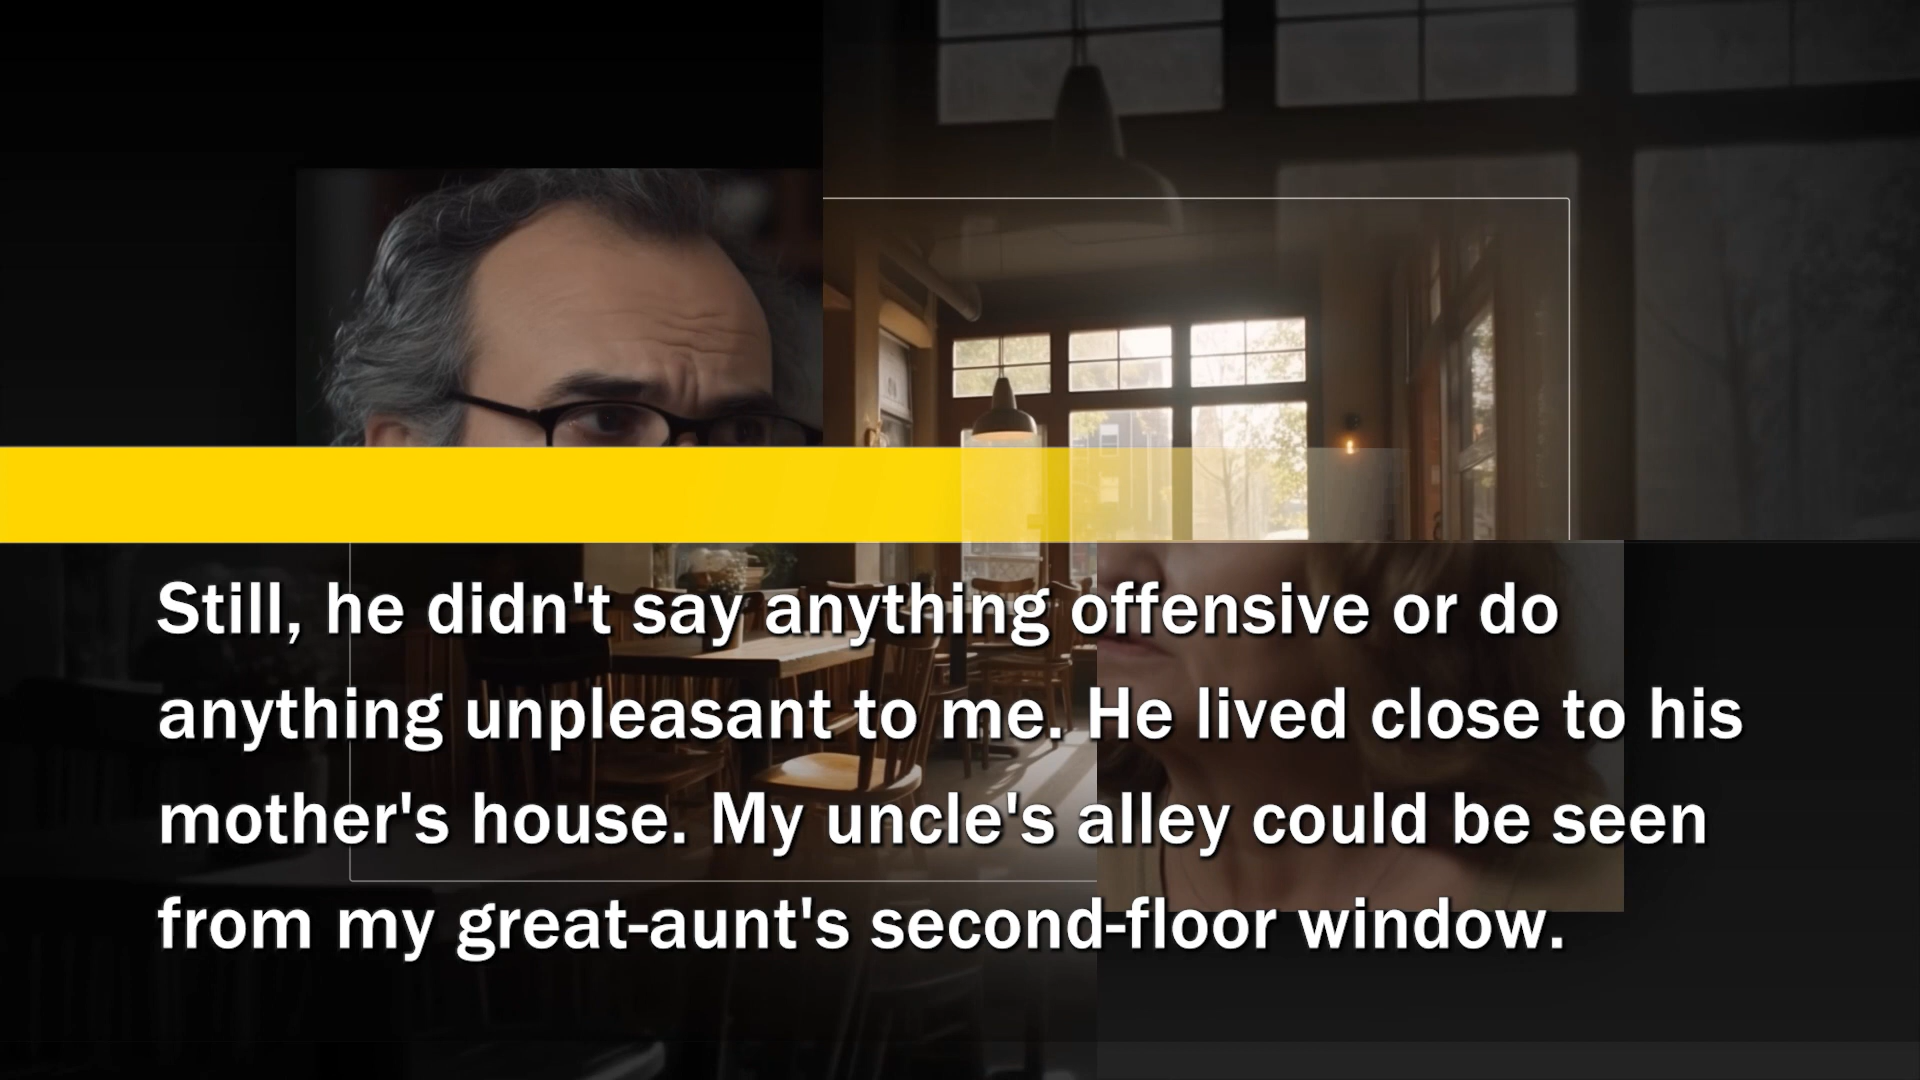 Still, he didn't say anything offensive or do
anything unpleasant to me. He lived close to his
mother's house. My uncle's alley could be seen
from my great-aunt's second-floor window.